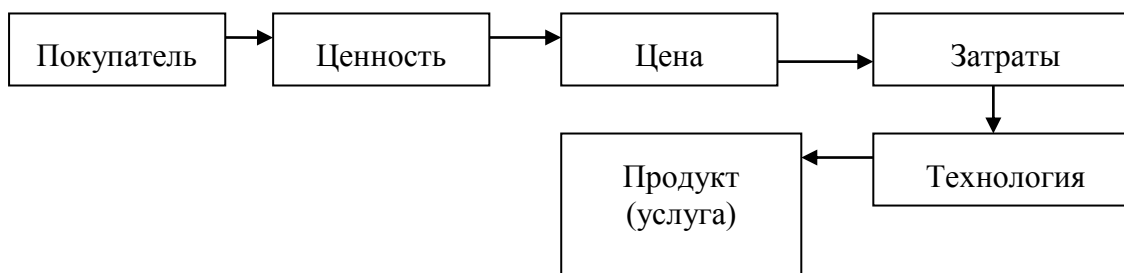 Покупатель
Ценность
Цена
Затраты
Продукт
(услуга)
Технология